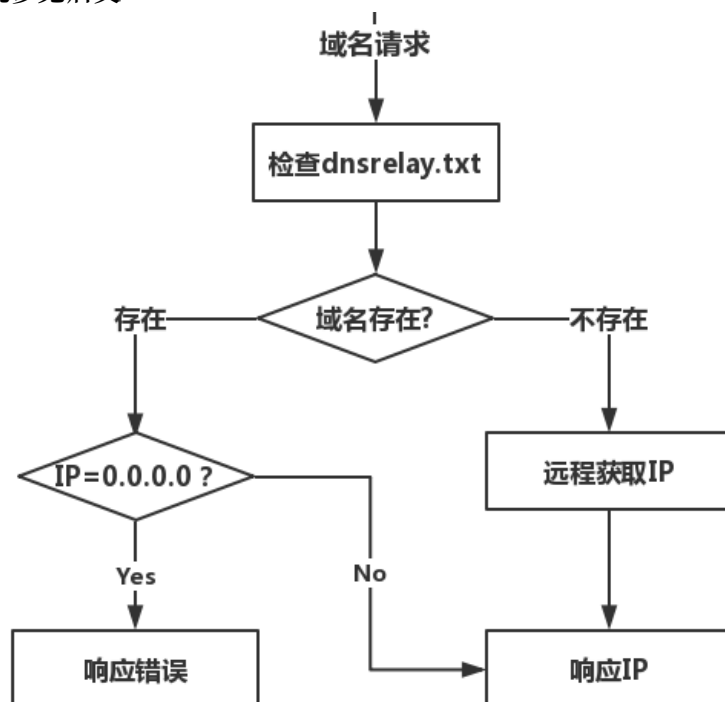 域名请求
检查dnsrelay.txt
域名存在?
存在
不存在
IP=0.0.0.0 ?
远程获取IP
Yes
No
响应错误
响应IP